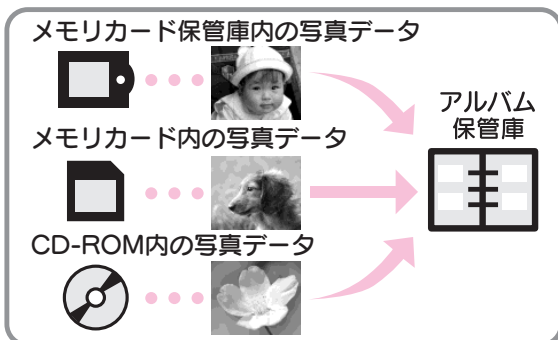 メモリカード保管庫内の写真データ
メモリカード内の写真データ
CD-ROM内の写真データ
アルバム
保管庫